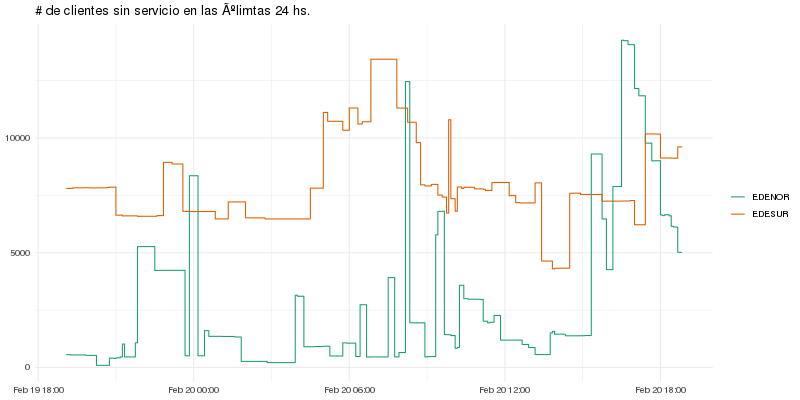 # de clientes sin servicio en las Ãºlimtas 24 hs.
10000
5000
0
Feb 19 18:00
Feb 20 00:00
Feb 20 06:00
Feb 20 12:00
Feb 20 18:00
EDENOR
EDESUR